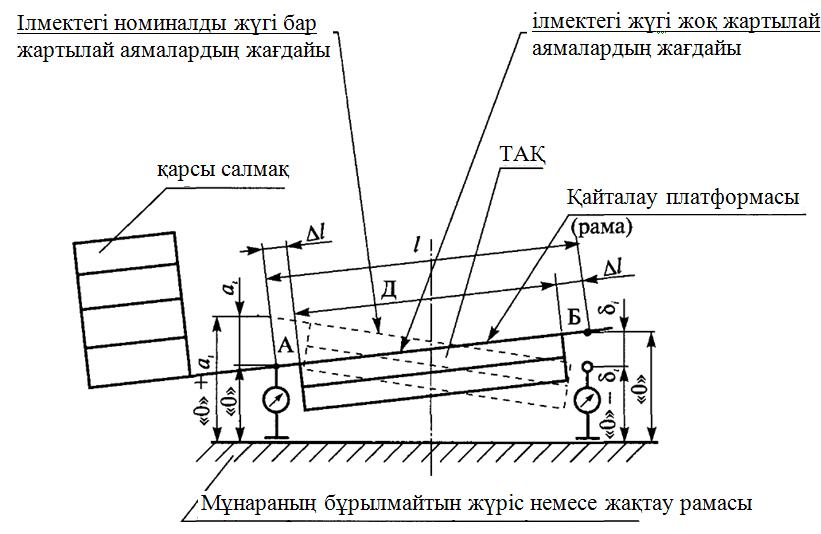 Ілмектегі номиналды жүгі бар
жартылай аямалардың жағдайы
ілмектегі жүгі жоқ жартылай
аямалардың жағдайы
қарсы салмақ
ТАҚ
Қайталау платформасы
(рама)
Δl
l
Δl
Д
a₁
А
Б
δ₁
«0» + a₁
«0»
«0» − δ₁
«0»
Мұнараның бұрылмайтын жүріс немесе жақтау рамасы